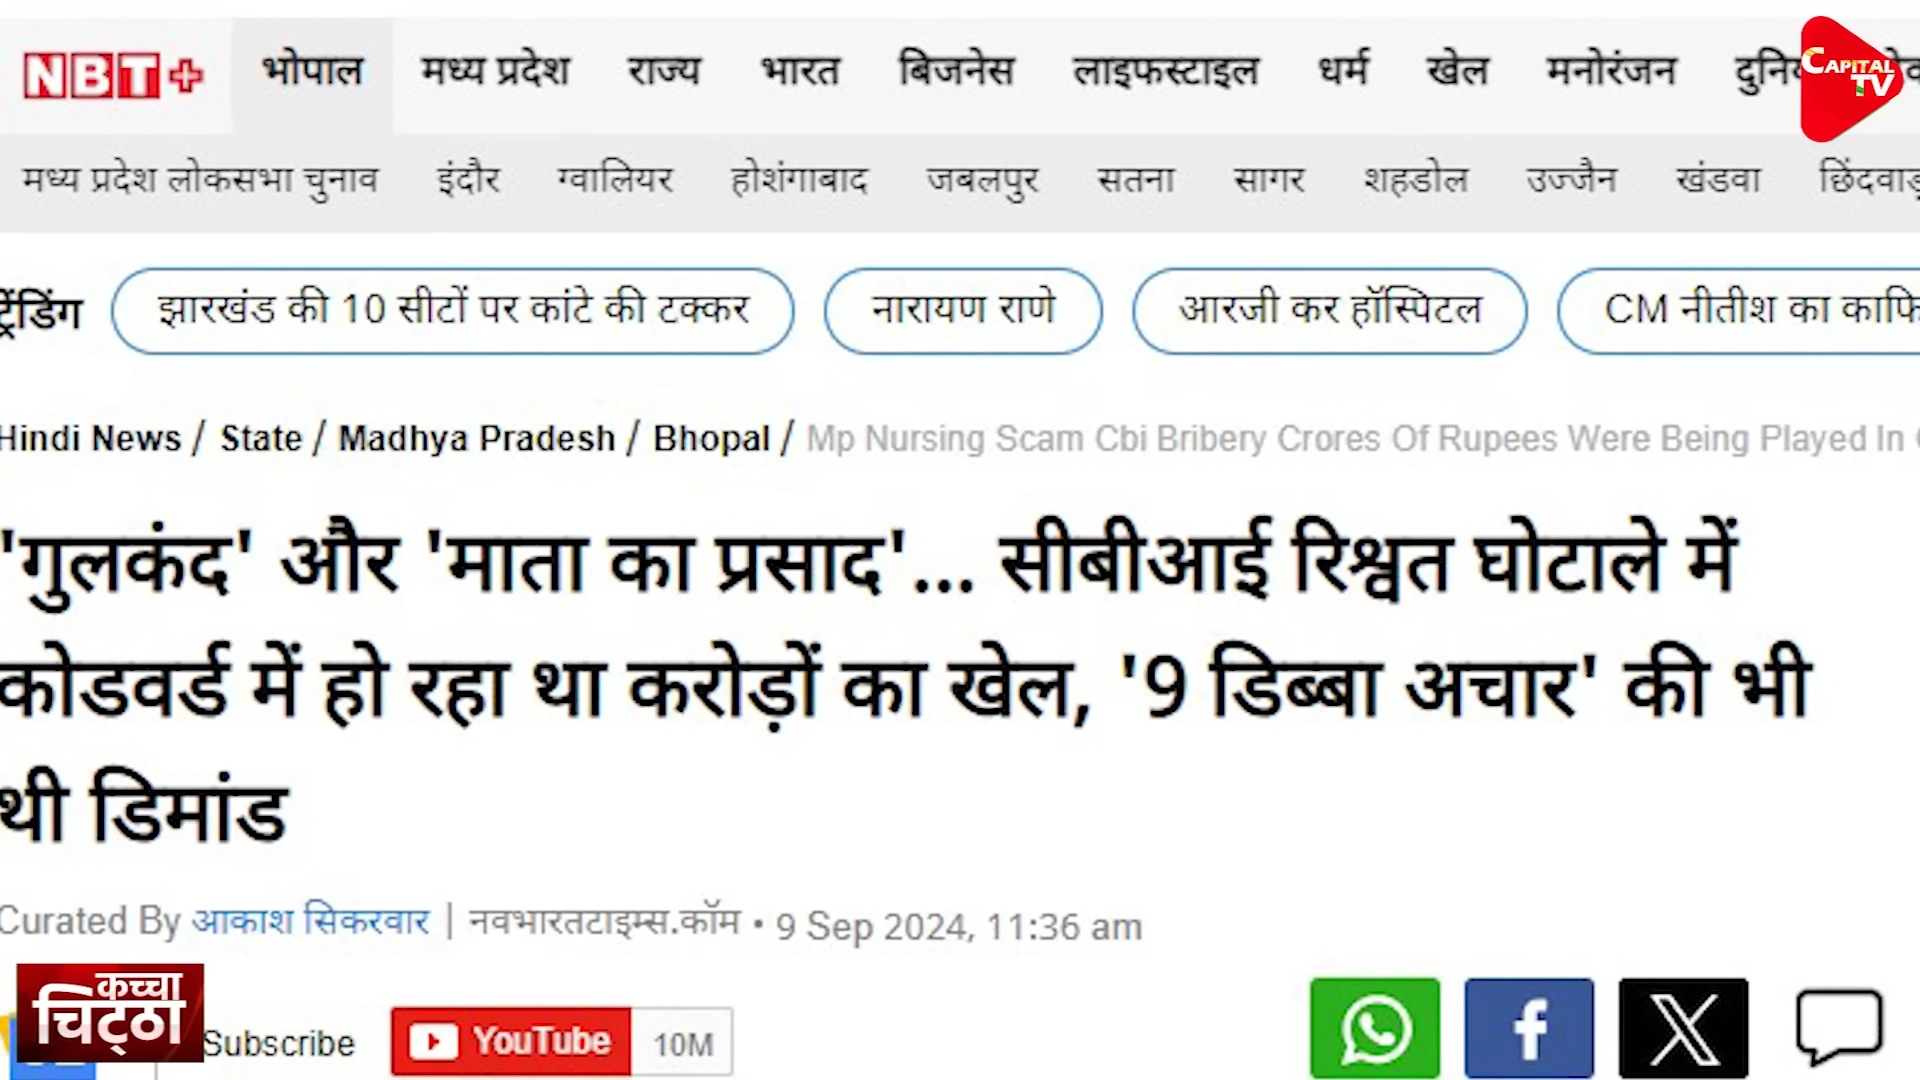 NBT+ भोपाल मध्य प्रदेश राज्य भारत बिजनेस लाइफस्टाइल धर्म खेल मनोरंजन
CAPITAL TV
मध्य प्रदेश लोकसभा चुनाव इंदौर ग्वालियर होशंगाबाद जबलपुर सतना सागर शहडोल उज्जैन खंडवा छिंदवाड़
ट्रेंडिंग झारखंड की 10 सीटों पर कांटे की टक्कर नारायण राणे आरजी कर हॉस्पिटल CM नीतीश का काफि
Hindi News / State / Madhya Pradesh / Bhopal / Mp Nursing Scam Cbi Bribery Crores Of Rupees Were Being Played In
'गुलकंद' और 'माता का प्रसाद'... सीबीआई रिश्वत घोटाले में
कोडवर्ड में हो रहा था करोड़ों का खेल, '9 डिब्बा अचार' की भी
थी डिमांड
Curated By आकाश सिकरवार | नवभारतटाइम्स.कॉम • 9 Sep 2024, 11:36 am
कच्चा
चिट्ठा
Subscribe YouTube 10M